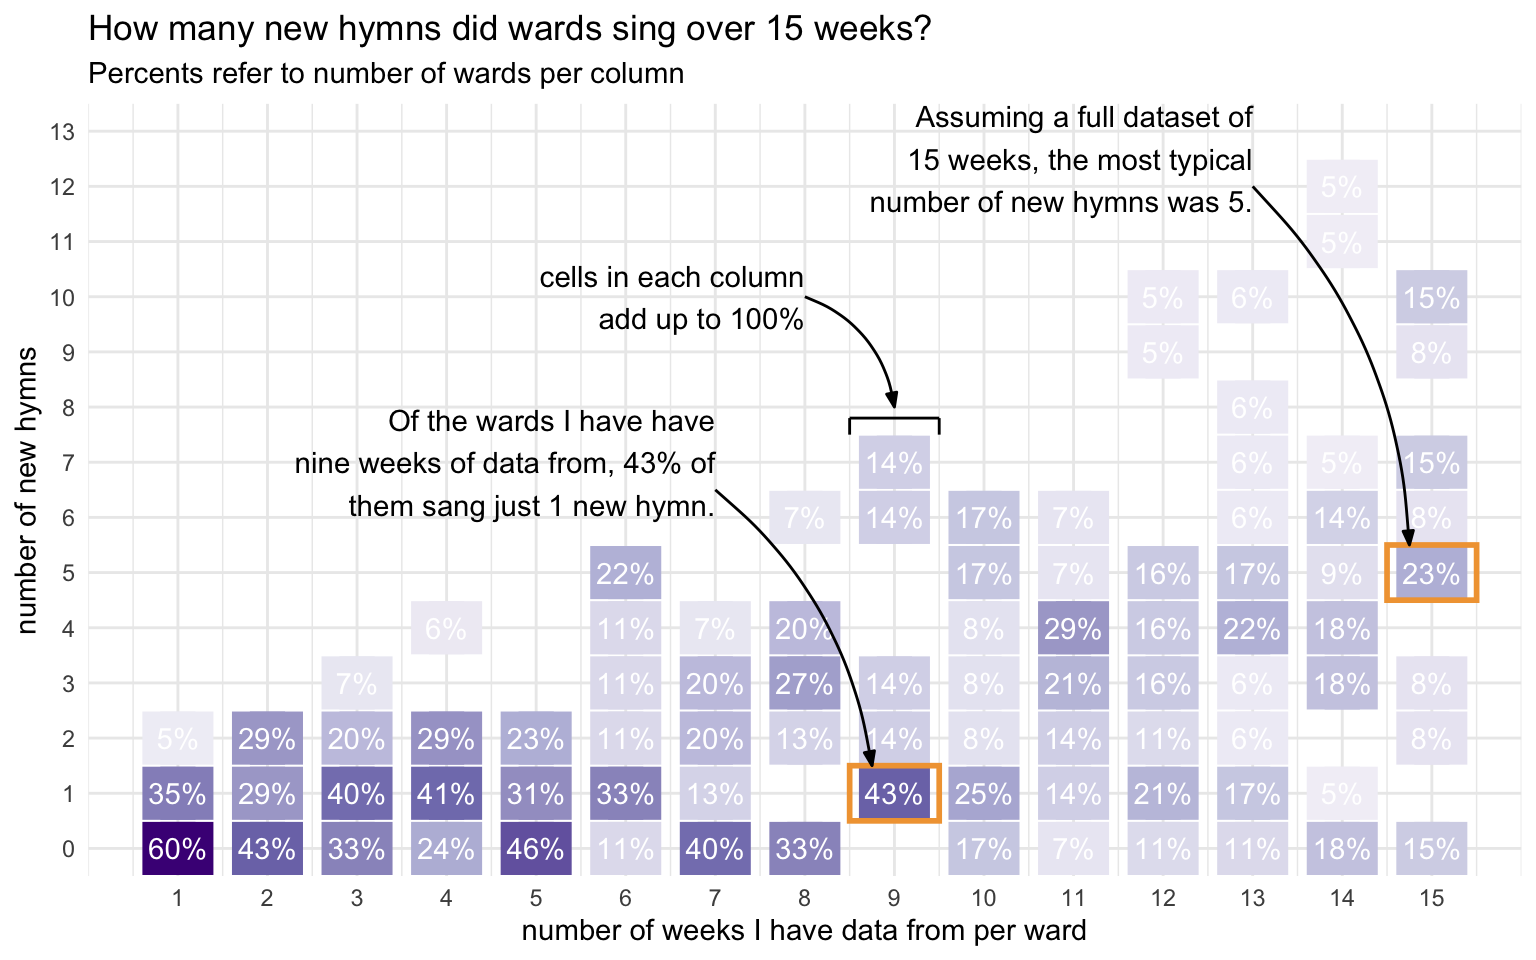 How many new hymns did wards sing over 15 weeks?
Percents refer to number of wards per column
Assuming a full dataset of
15 weeks, the most typical
number of new hymns was 5.
cells in each column
add up to 100%
Of the wards I have have
nine weeks of data from, 43% of
them sang just 1 new hymn.
number of new hymns
13
12 5%
11 5%
10 5% 6% 15%
9 5% 8%
8 6%
7 14% 6% 5% 15%
6 7% 14% 17% 7% 6% 14% 8%
5 22% 17% 7% 16% 17% 9% 23%
4 6% 11% 7% 20% 8% 29% 16% 22% 18%
3 7% 11% 20% 27% 14% 8% 21% 16% 6% 18% 8%
2 5% 29% 20% 29% 23% 11% 20% 13% 14% 8% 14% 11% 6% 8%
1 35% 29% 40% 41% 31% 33% 13% 43% 25% 14% 21% 17% 5%
0 60% 43% 33% 24% 46% 11% 40% 33% 17% 7% 11% 11% 18% 15%
1 2 3 4 5 6 7 8 9 10 11 12 13 14 15
number of weeks I have data from per ward